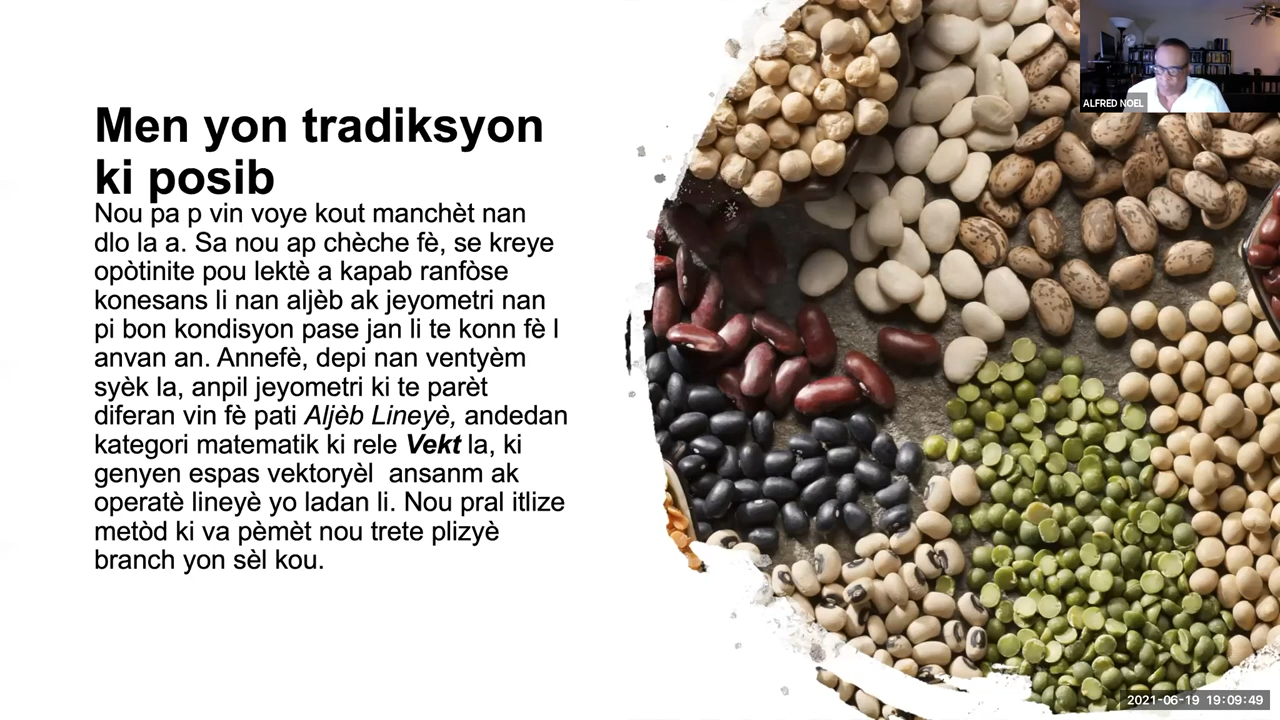 Men yon tradiksyon
ki posib
Nou pa p vin voye kout manchèt nan
dlo la a. Sa nou ap chèche fè, se kreye
opòtinite pou lektè a kapab ranfòse
konesans li nan aljèb ak jeyometri nan
pi bon kondisyon pase jan li te konn fè l
anvan an. Annefè, depi nan ventyèm
syèk la, anpil jeyometri ki te parèt
diferan vin fè pati Aljèb Lineyè, andedan
kategori matematik ki rele Vekt la, ki
genyen espas vektoryèl ansanm ak
operatè lineyè yo ladan li. Nou pral itlize
metòd ki va pèmèt nou trete plizyè
branch yon sèl kou.
ALFRED NOEL
2021-06-19 19:09:49